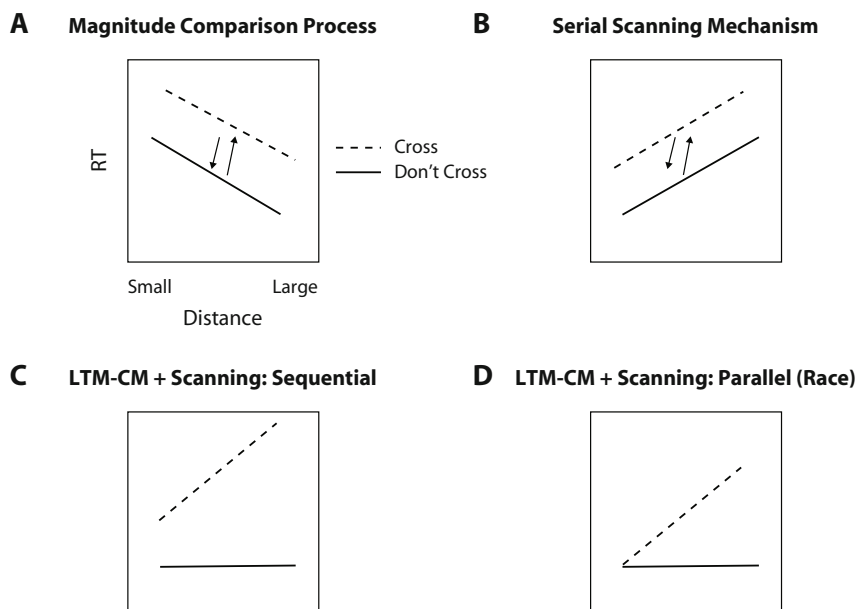 A Magnitude Comparison Process
B Serial Scanning Mechanism
RT
Cross
Don't Cross
Small Large
Distance
C LTM-CM + Scanning: Sequential
D LTM-CM + Scanning: Parallel (Race)